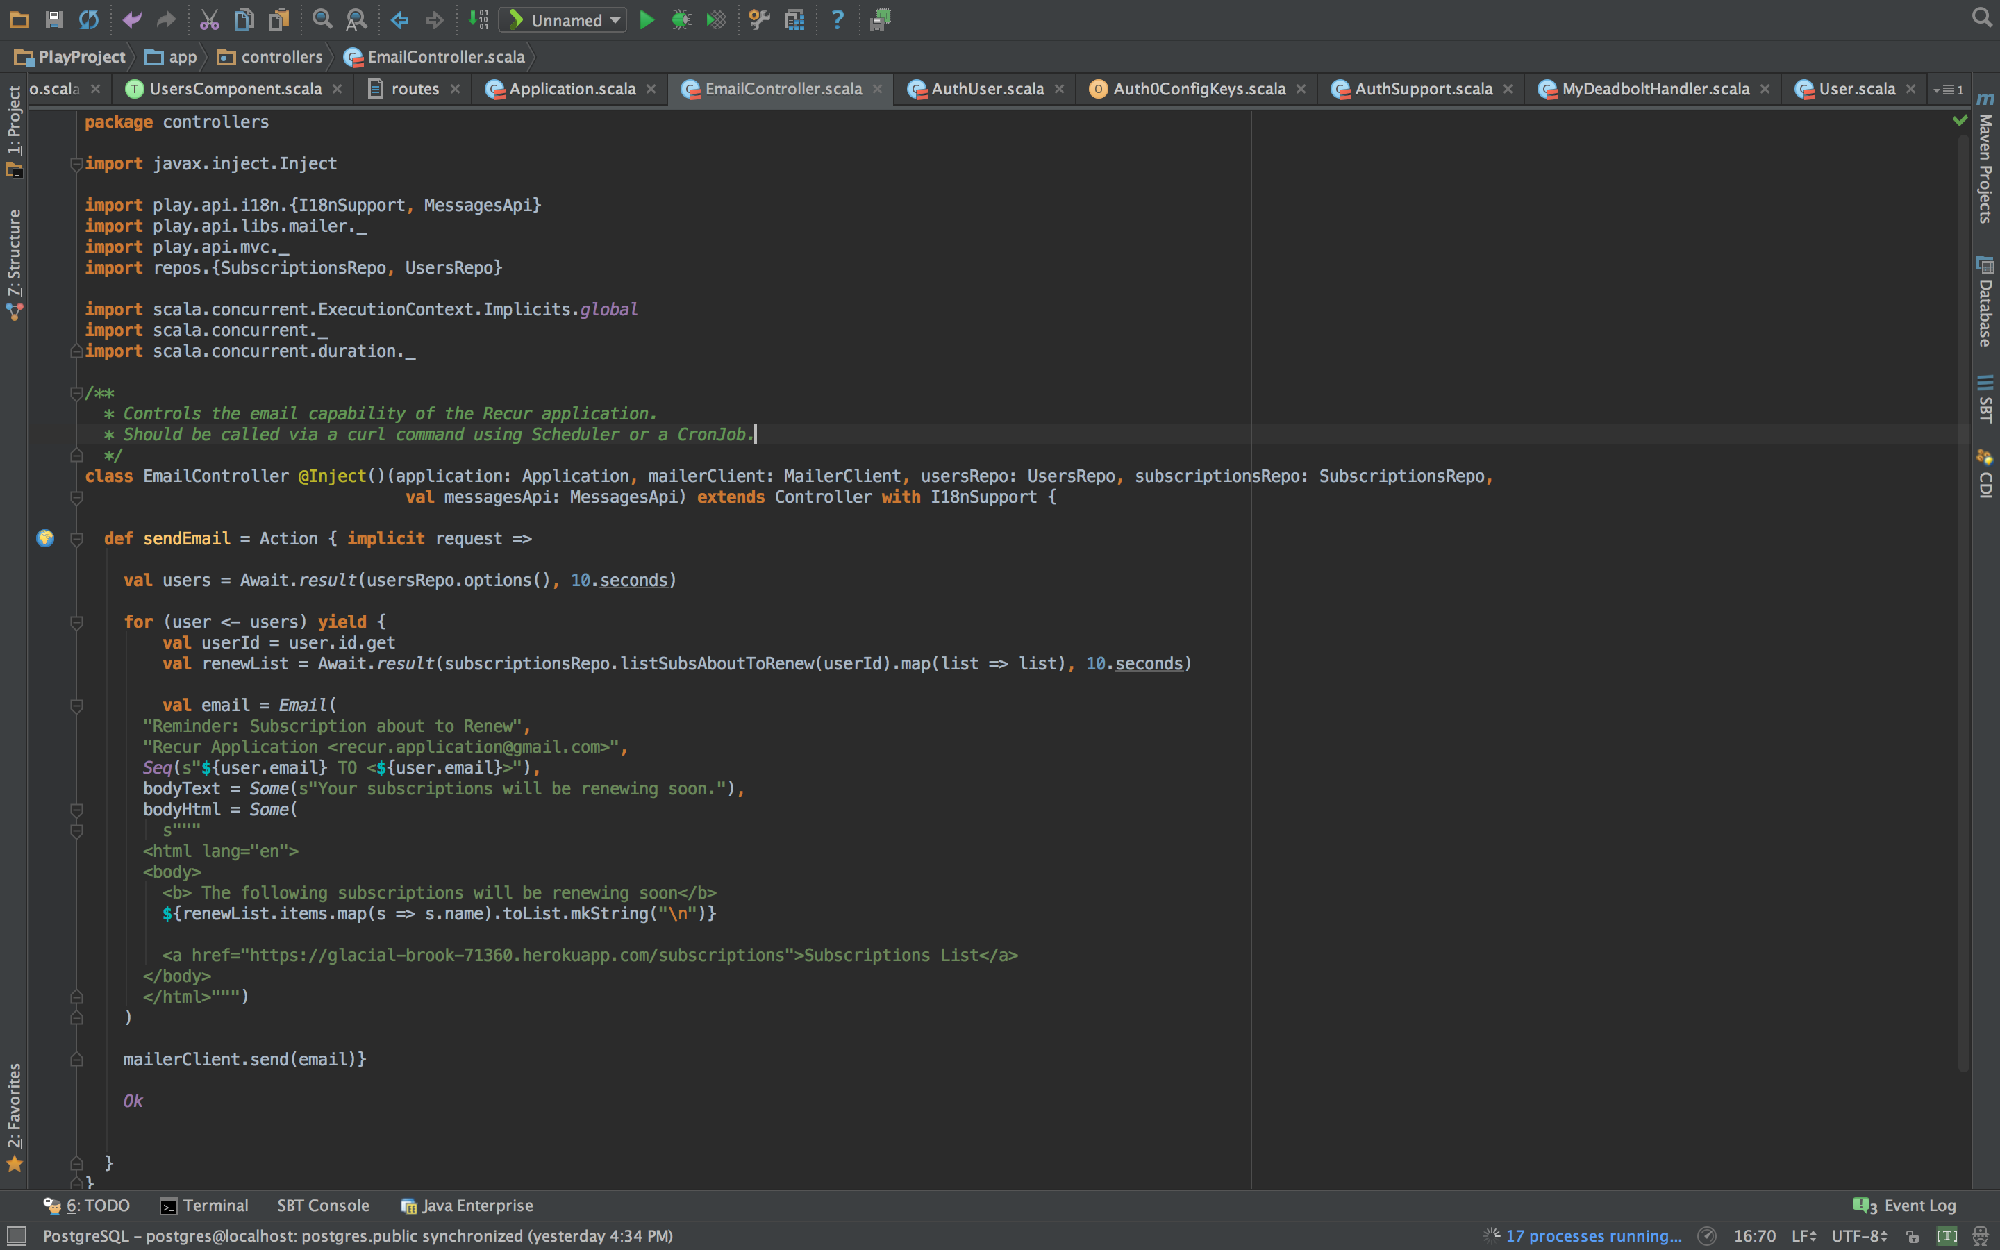 Unnamed
PlayProject app controllers EmailController.scala
o.scala UsersComponent.scala routes Application.scala EmailController.scala AuthUser.scala Auth0ConfigKeys.scala AuthSupport.scala MyDeadboltHandler.scala User.scala 1
1: Project
7: Structure
2: Favorites
package controllers
import javax.inject.Inject
import play.api.i18n.{I18nSupport, MessagesApi}
import play.api.libs.mailer._
import play.api.mvc._
import repos.{SubscriptionsRepo, UsersRepo}
import scala.concurrent.ExecutionContext.Implicits.global
import scala.concurrent._
import scala.concurrent.duration._
/**
* Controls the email capability of the Recur application.
* Should be called via a curl command using Scheduler or a CronJob.
*/
class EmailController @Inject()(application: Application, mailerClient: MailerClient, usersRepo: UsersRepo, subscriptionsRepo: SubscriptionsRepo,
val messagesApi: MessagesApi) extends Controller with I18nSupport {
def sendEmail = Action { implicit request =>
val users = Await.result(usersRepo.options(), 10.seconds)
for (user <- users) yield {
val userId = user.id.get
val renewList = Await.result(subscriptionsRepo.listSubsAboutToRenew(userId).map(list => list), 10.seconds)
val email = Email(
"Reminder: Subscription about to Renew",
"Recur Application <recur.application@gmail.com>",
Seq(s"${user.email} TO <${user.email}>"),
bodyText = Some(s"Your subscriptions will be renewing soon."),
bodyHtml = Some(
s"""
<html lang="en">
<body>
<b> The following subscriptions will be renewing soon</b>
${renewList.items.map(s => s.name).toList.mkString("\n")}
<a href="https://glacial-brook-71360.herokuapp.com/subscriptions">Subscriptions List</a>
</body>
</html>""")
)
mailerClient.send(email)}
Ok
}
}
Maven Projects
Database
SBT
CDI
6: TODO Terminal SBT Console Java Enterprise 3 Event Log
PostgreSQL – postgres@localhost: postgres.public synchronized (yesterday 4:34 PM) 17 processes running... 16:70 LF UTF-8 [T]